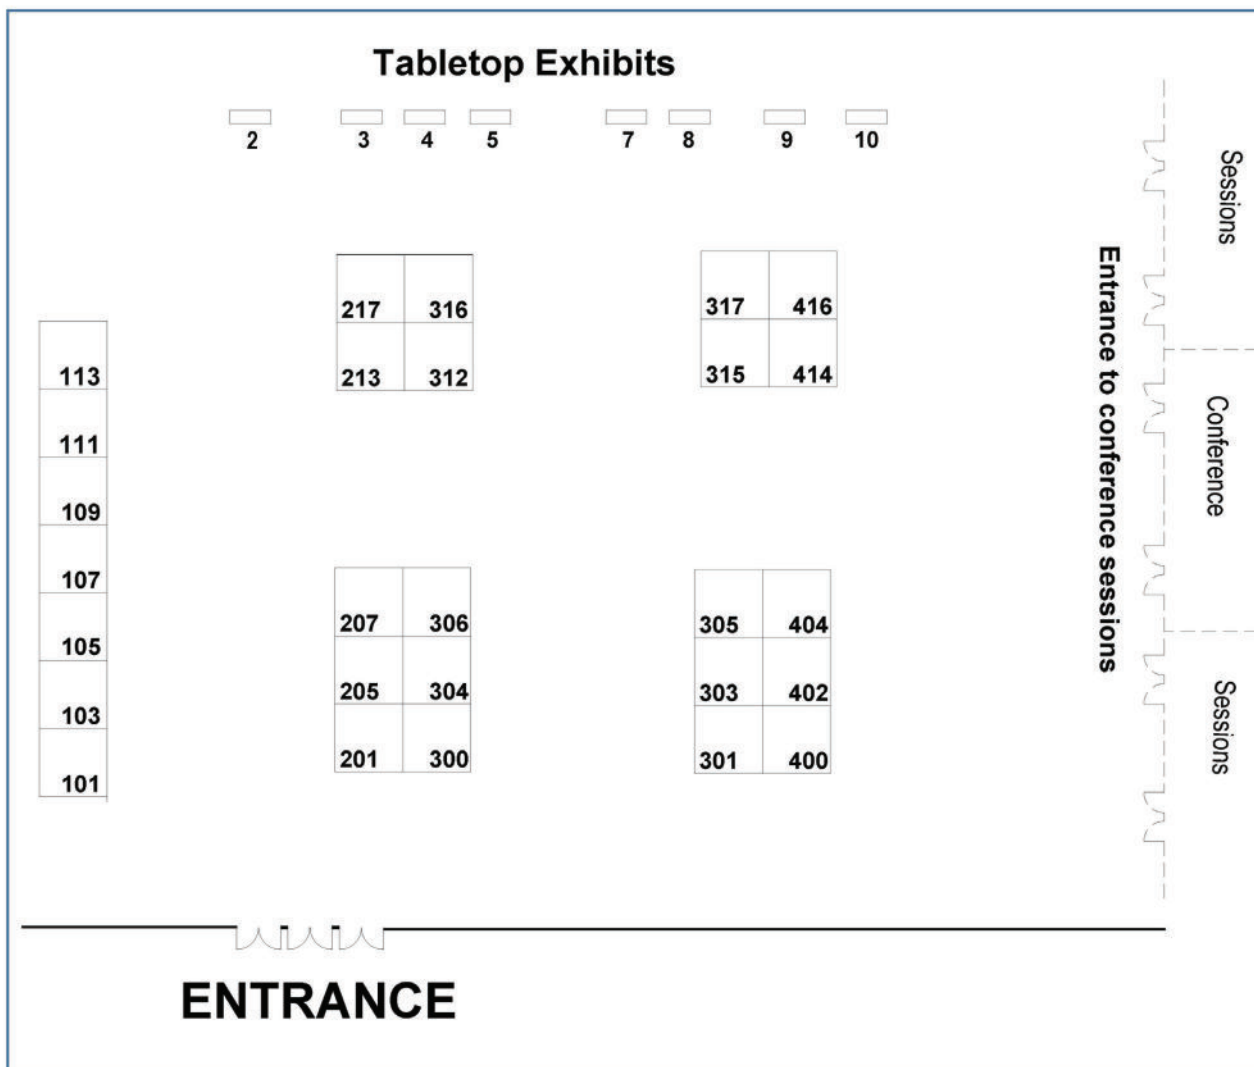 Tabletop Exhibits
2 3 4 5 7 8 9 10
217 316
317 416
213 312
315 414
113
111
109
107
105
103
101
207 306
205 304
201 300
305 404
303 402
301 400
Entrance to conference sessions
Sessions
Conference
Sessions
ENTRANCE